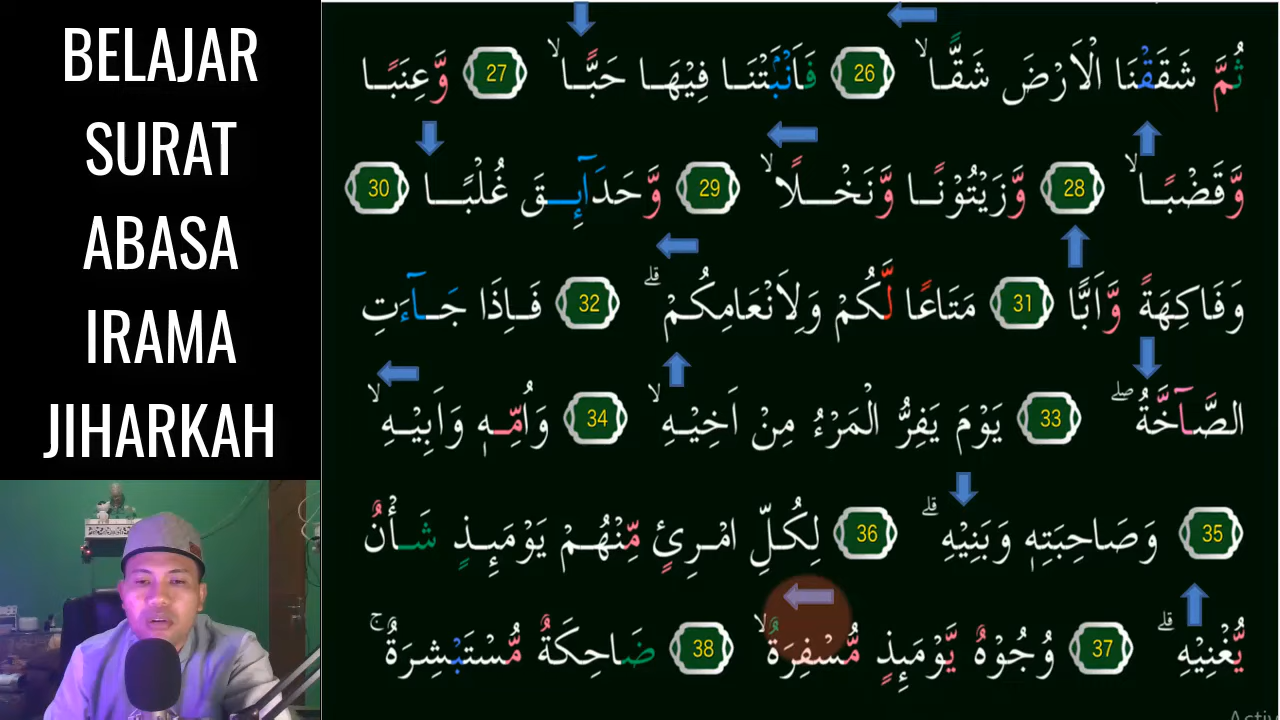 BELAJAR
SURAT
ABASA
IRAMA
JIHARKAH
ثُمَّ شَقَقْنَا الْاَرْضَ شَقًّاۙ 26 فَاَنْۢبَتْنَا فِيْهَا حَبًّاۙ 27 وَّعِنَبًا
وَّقَضْبًاۙ 28 وَّزَيْتُوْنًا وَّنَخْلًاۙ 29 وَّحَدَاۤىِٕقَ غُلْبًا 30
وَفَاكِهَةً وَّاَبًّا 31 مَتَاعًا لَّكُمْ وَلِاَنْعَامِكُمْۗ 32 فَاِذَا جَاۤءَتِ
الصَّاۤخَّةُۖ 33 يَوْمَ يَفِرُّ الْمَرْءُ مِنْ اَخِيْهِۙ 34 وَاُمِّهٖ وَاَبِيْهِۙ
35 وَصَاحِبَتِهٖ وَبَنِيْهِۗ 36 لِكُلِّ امْرِئٍ مِّنْهُمْ يَوْمَىِٕذٍ شَأْنٌ
يُّغْنِيْهِۗ 37 وُجُوْهٌ يَّوْمَىِٕذٍ مُّسْفِرَةٌۙ 38 ضَاحِكَةٌ مُّسْتَبْشِرَةٌۚ